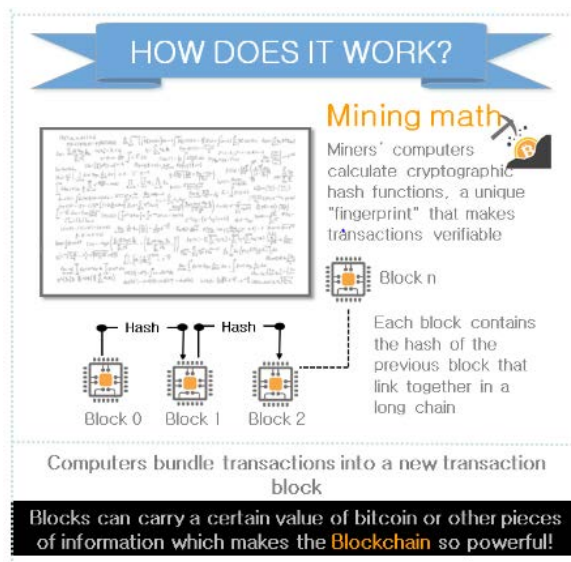 HOW DOES IT WORK?
Mining math
Miners' computers
calculate cryptographic
hash functions, a unique
"fingerprint" that makes
transactions verifiable
Block n
Hash
Hash
Each block contains
the hash of the
previous block that
link together in a
long chain
Block 0
Block 1
Block 2
Computers bundle transactions into a new transaction
block
Blocks can carry a certain value of bitcoin or other pieces
of information which makes the Blockchain so powerful!